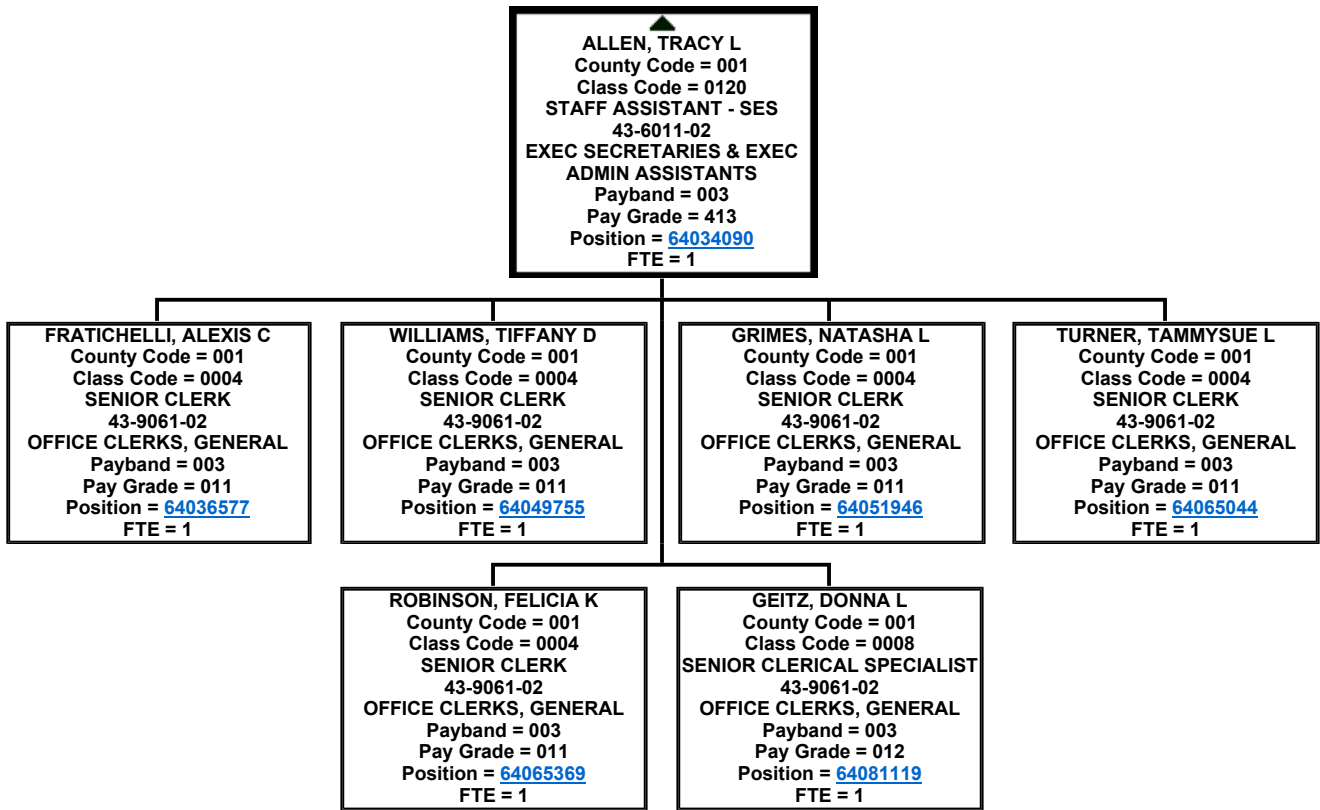 ALLEN, TRACY L
County Code = 001
Class Code = 0120
STAFF ASSISTANT - SES
43-6011-02
EXEC SECRETARIES & EXEC
ADMIN ASSISTANTS
Payband = 003
Pay Grade = 413
Position = 64034090
FTE = 1
FRATICHELLI, ALEXIS C
County Code = 001
Class Code = 0004
SENIOR CLERK
43-9061-02
OFFICE CLERKS, GENERAL
Payband = 003
Pay Grade = 011
Position = 64036577
FTE = 1
WILLIAMS, TIFFANY D
County Code = 001
Class Code = 0004
SENIOR CLERK
43-9061-02
OFFICE CLERKS, GENERAL
Payband = 003
Pay Grade = 011
Position = 64049755
FTE = 1
GRIMES, NATASHA L
County Code = 001
Class Code = 0004
SENIOR CLERK
43-9061-02
OFFICE CLERKS, GENERAL
Payband = 003
Pay Grade = 011
Position = 64051946
FTE = 1
TURNER, TAMMYSUE L
County Code = 001
Class Code = 0004
SENIOR CLERK
43-9061-02
OFFICE CLERKS, GENERAL
Payband = 003
Pay Grade = 011
Position = 64065044
FTE = 1
ROBINSON, FELICIA K
County Code = 001
Class Code = 0004
SENIOR CLERK
43-9061-02
OFFICE CLERKS, GENERAL
Payband = 003
Pay Grade = 011
Position = 64065369
FTE = 1
GEITZ, DONNA L
County Code = 001
Class Code = 0008
SENIOR CLERICAL SPECIALIST
43-9061-02
OFFICE CLERKS, GENERAL
Payband = 003
Pay Grade = 012
Position = 64081119
FTE = 1